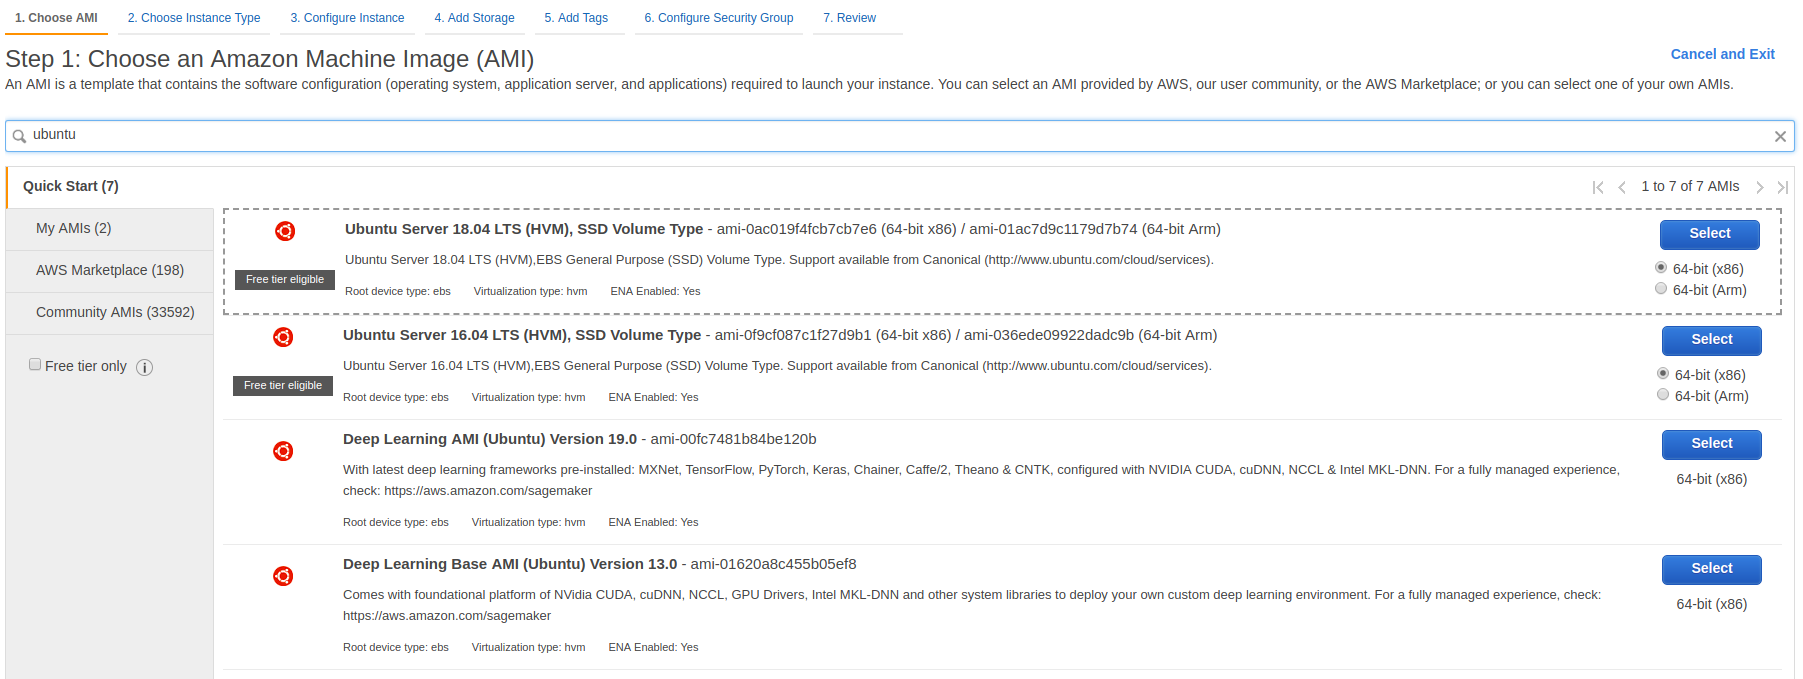 1. Choose AMI 2. Choose Instance Type 3. Configure Instance 4. Add Storage 5. Add Tags 6. Configure Security Group 7. Review
Step 1: Choose an Amazon Machine Image (AMI)
Cancel and Exit
An AMI is a template that contains the software configuration (operating system, application server, and applications) required to launch your instance. You can select an AMI provided by AWS, our user community, or the AWS Marketplace; or you can select one of your own AMIs.
ubuntu
Quick Start (7)
1 to 7 of 7 AMIs
My AMIs (2)
AWS Marketplace (198)
Community AMIs (33592)
Free tier only
Ubuntu Server 18.04 LTS (HVM), SSD Volume Type - ami-0ac019f4fcb7cb7e6 (64-bit x86) / ami-01ac7d9c1179d7b74 (64-bit Arm)
Free tier eligible
Ubuntu Server 18.04 LTS (HVM),EBS General Purpose (SSD) Volume Type. Support available from Canonical (http://www.ubuntu.com/cloud/services).
Root device type: ebs Virtualization type: hvm ENA Enabled: Yes
Select
64-bit (x86)
64-bit (Arm)
Ubuntu Server 16.04 LTS (HVM), SSD Volume Type - ami-0f9cf087c1f27d9b1 (64-bit x86) / ami-036ede09922dadc9b (64-bit Arm)
Free tier eligible
Ubuntu Server 16.04 LTS (HVM),EBS General Purpose (SSD) Volume Type. Support available from Canonical (http://www.ubuntu.com/cloud/services).
Root device type: ebs Virtualization type: hvm ENA Enabled: Yes
Select
64-bit (x86)
64-bit (Arm)
Deep Learning AMI (Ubuntu) Version 19.0 - ami-00fc7481b84be120b
With latest deep learning frameworks pre-installed: MXNet, TensorFlow, PyTorch, Keras, Chainer, Caffe/2, Theano & CNTK, configured with NVIDIA CUDA, cuDNN, NCCL & Intel MKL-DNN. For a fully managed experience,
check: https://aws.amazon.com/sagemaker
Root device type: ebs Virtualization type: hvm ENA Enabled: Yes
Select
64-bit (x86)
Deep Learning Base AMI (Ubuntu) Version 13.0 - ami-01620a8c455b05ef8
Comes with foundational platform of NVidia CUDA, cuDNN, NCCL, GPU Drivers, Intel MKL-DNN and other system libraries to deploy your own custom deep learning environment. For a fully managed experience, check:
https://aws.amazon.com/sagemaker
Root device type: ebs Virtualization type: hvm ENA Enabled: Yes
Select
64-bit (x86)